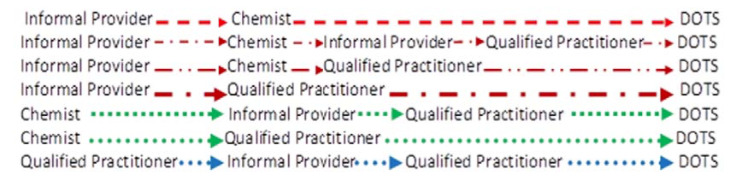 Informal Provider Chemist DOTS
Informal Provider Chemist Informal Provider Qualified Practitioner DOTS
Informal Provider Chemist Qualified Practitioner DOTS
Informal Provider Qualified Practitioner DOTS
Chemist Informal Provider Qualified Practitioner DOTS
Chemist Qualified Practitioner DOTS
Qualified Practitioner Informal Provider Qualified Practitioner DOTS